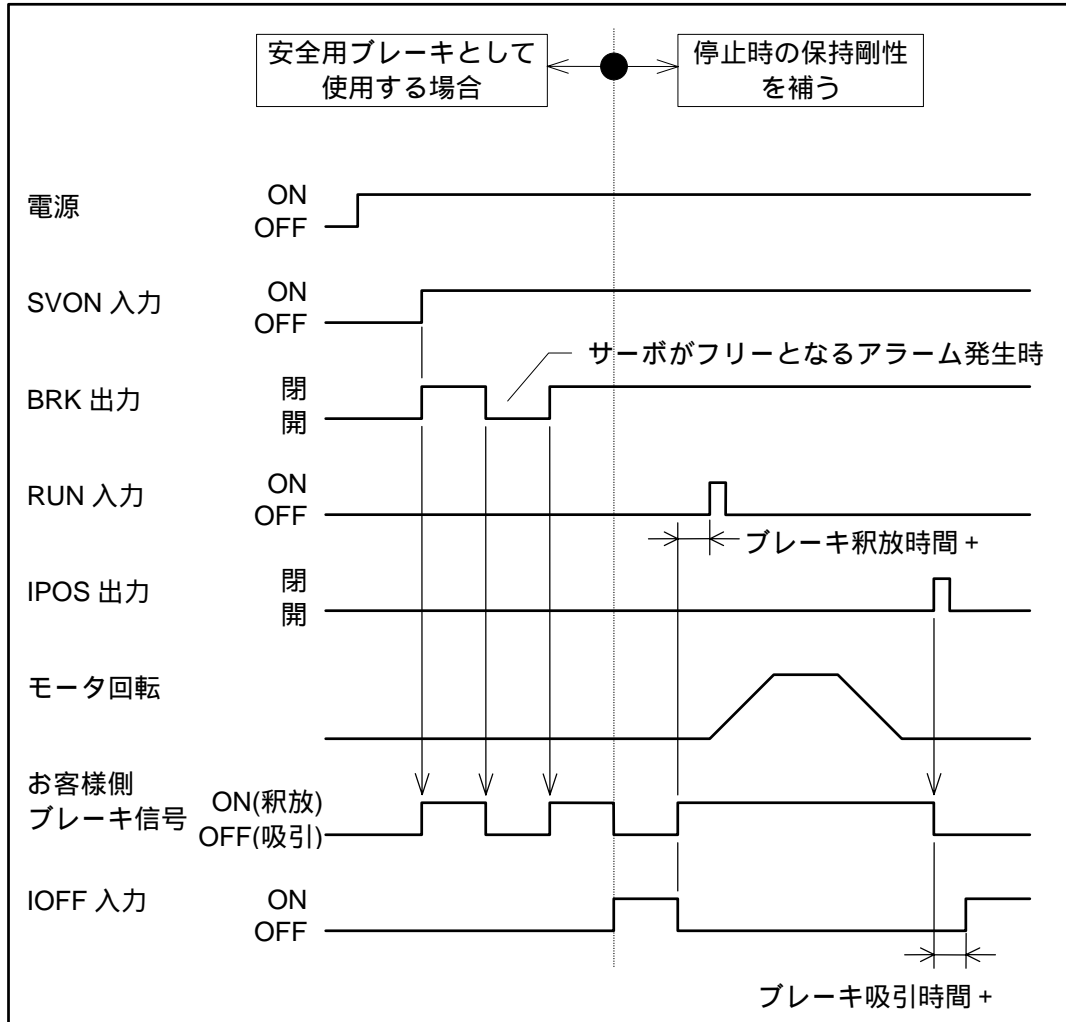 安全用ブレーキとして
使用する場合
停止時の保持剛性
を補う
電源
ON
OFF
SVON 入力
ON
OFF
サーボがフリーとなるアラーム発生時
BRK 出力
閉
開
RUN 入力
ON
OFF
ブレーキ釈放時間 +
IPOS 出力
閉
開
モータ回転
お客様側
ブレーキ信号
ON(釈放)
OFF(吸引)
IOFF 入力
ON
OFF
ブレーキ吸引時間 +